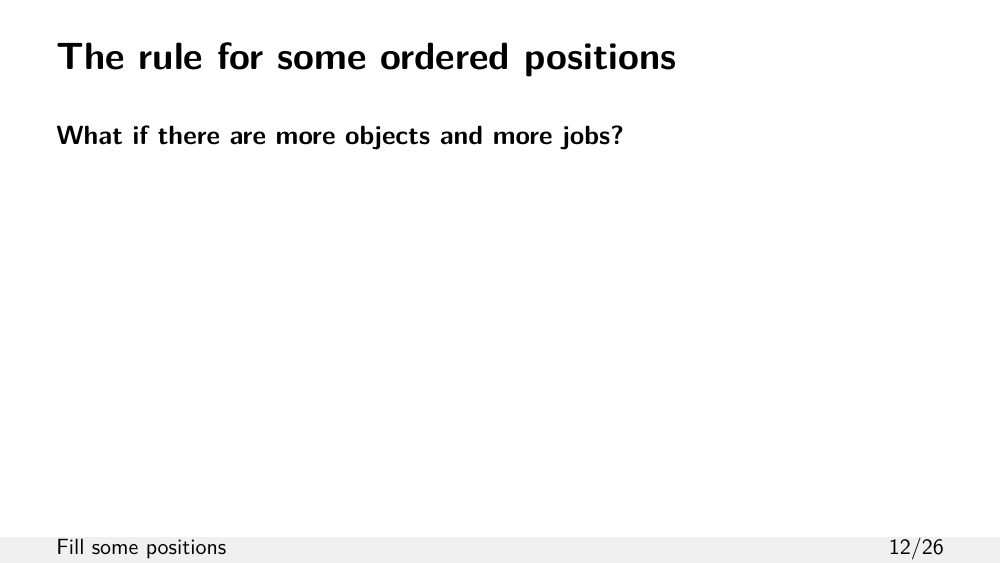 The rule for some ordered positions
What if there are more objects and more jobs?
Fill some positions
12/26